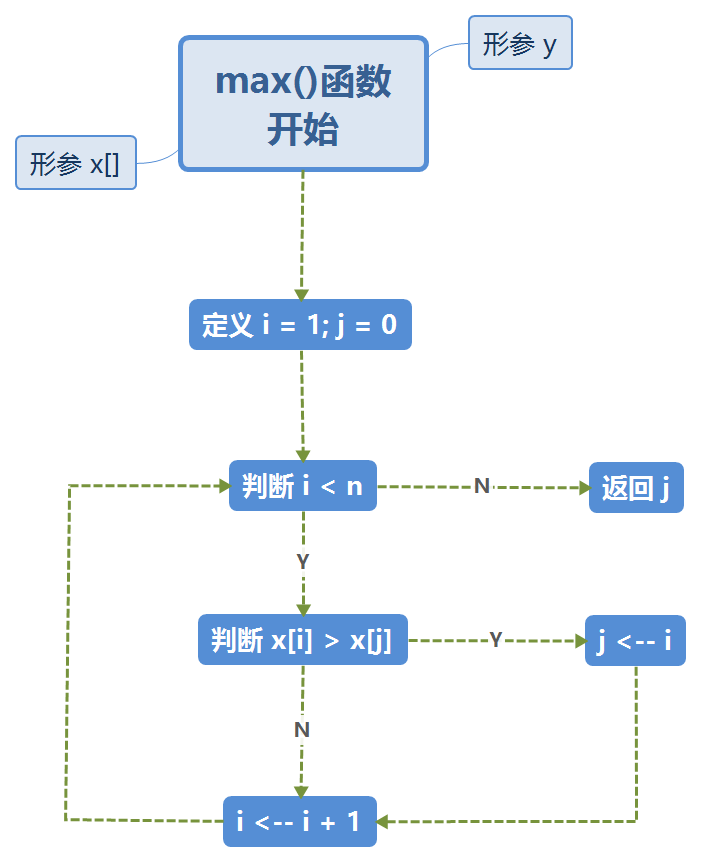 形参 y
max()函数
开始
形参 x[]
定义 i = 1; j = 0
判断 i < n
N
返回 j
Y
判断 x[i] > x[j]
Y
j <-- i
N
i <-- i + 1